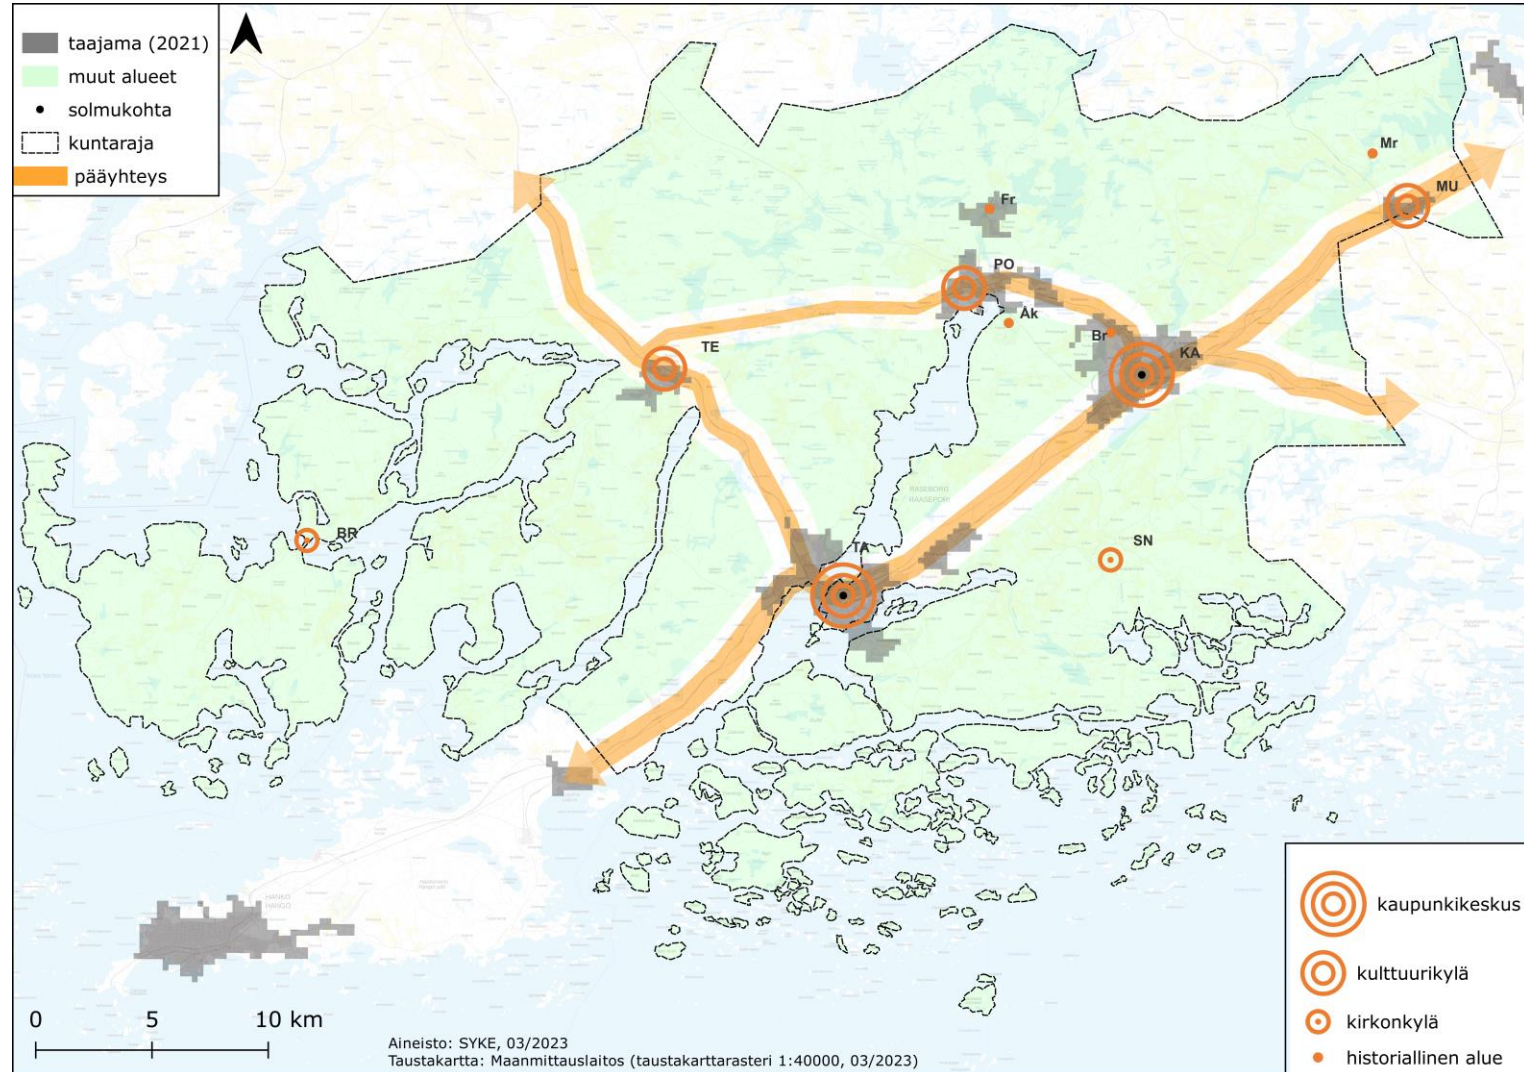 taajama (2021)
muut alueet
solmukohta
kuntaraja
pääyhteys
Mr
MU
Fr
PO
Åk
Br
KA
TE
RASEBORG
RAASEPORI
BR
SN
TA
HANKO
HANGÖ
kaupunkikeskus
kulttuurikylä
kirkonkylä
historiallinen alue
0 5 10 km
Aineisto: SYKE, 03/2023
Taustakartta: Maanmittauslaitos (taustakarttarasteri 1:40000, 03/2023)